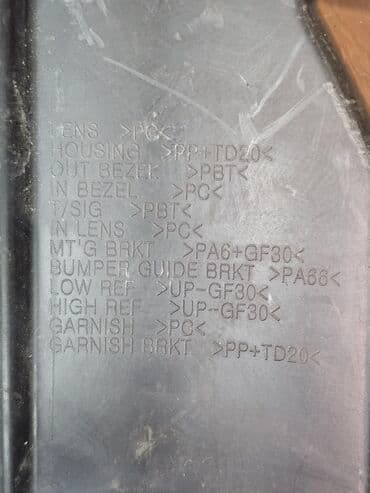 LENS >PC<
HOUSING >PP+TD20<
OUT BEZEL >PBT<
IN BEZEL >PC<
T/SIG >PBT<
IN LENS >PC<
MT'G BRKT >PA6+GF30<
BUMPER GUIDE BRKT >PA66<
LOW REF >UP-GF30<
HIGH REF >UP-GF30<
GARNISH >PC<
GARNISH BRKT >PP+TD20<